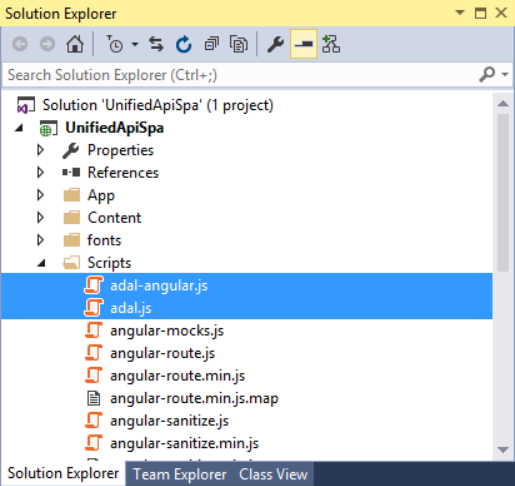 Solution Explorer
Search Solution Explorer (Ctrl+;)
Solution 'UnifiedApiSpa' (1 project)
UnifiedApiSpa
Properties
References
App
Content
fonts
Scripts
adal-angular.js
adal.js
angular-mocks.js
angular-route.js
angular-route.min.js
angular-route.min.js.map
angular-sanitize.js
angular-sanitize.min.js
Solution Explorer Team Explorer Class View